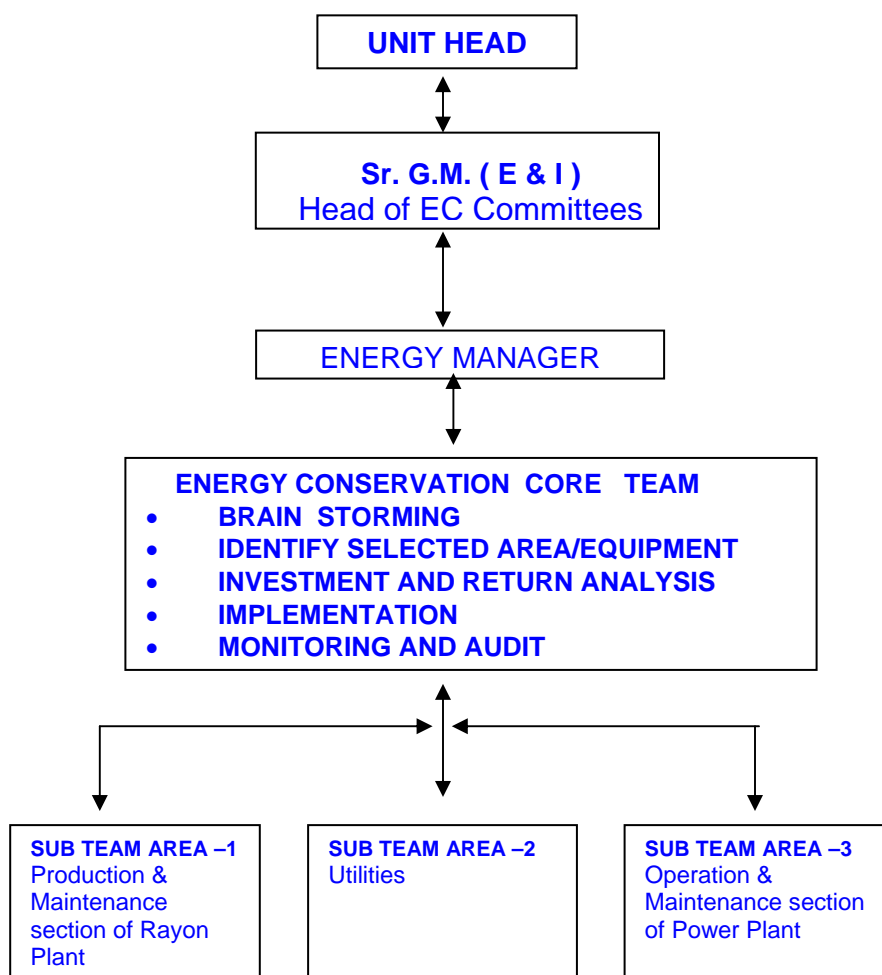 UNIT HEAD
Sr. G.M. ( E & I )
Head of EC Committees
ENERGY MANAGER
ENERGY CONSERVATION CORE TEAM
• BRAIN STORMING
• IDENTIFY SELECTED AREA/EQUIPMENT
• INVESTMENT AND RETURN ANALYSIS
• IMPLEMENTATION
• MONITORING AND AUDIT
SUB TEAM AREA –1
Production &
Maintenance
section of Rayon
Plant
SUB TEAM AREA –2
Utilities
SUB TEAM AREA –3
Operation &
Maintenance section
of Power Plant